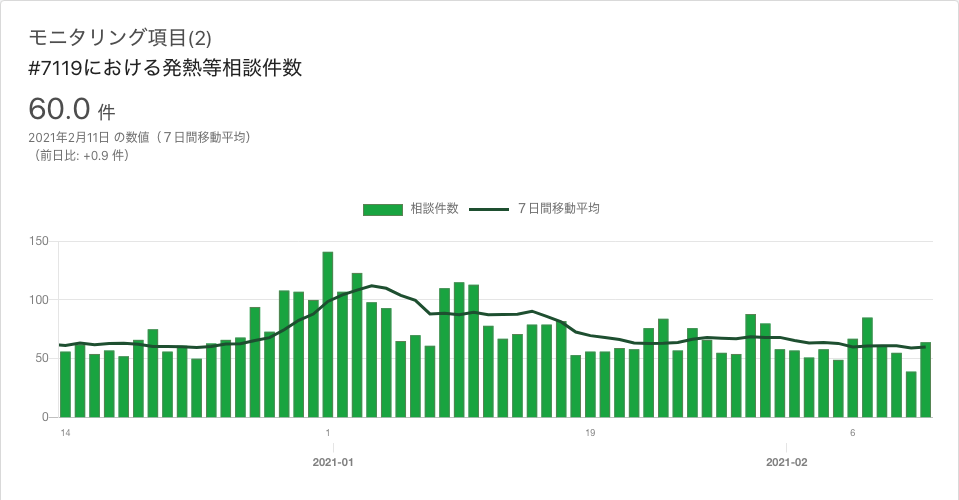 モニタリング項目(2)
#7119における発熱等相談件数
60.0 件
2021年2月11日 の数値（７日間移動平均）
（前日比: +0.9 件）
相談件数 ７日間移動平均
150
100
50
0
14 1 19 6
2021-01 2021-02